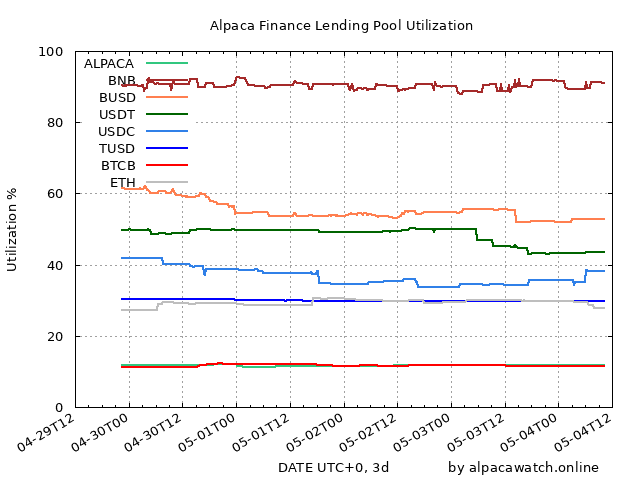 Alpaca Finance Lending Pool Utilization
100
80
60
40
20
0
Utilization %
ALPACA
BNB
BUSD
USDT
USDC
TUSD
BTCB
ETH
04-29T12
04-30T00
04-30T12
05-01T00
05-01T12
05-02T00
05-02T12
05-03T00
05-03T12
05-04T00
05-04T12
DATE UTC+0, 3d
by alpacawatch.online